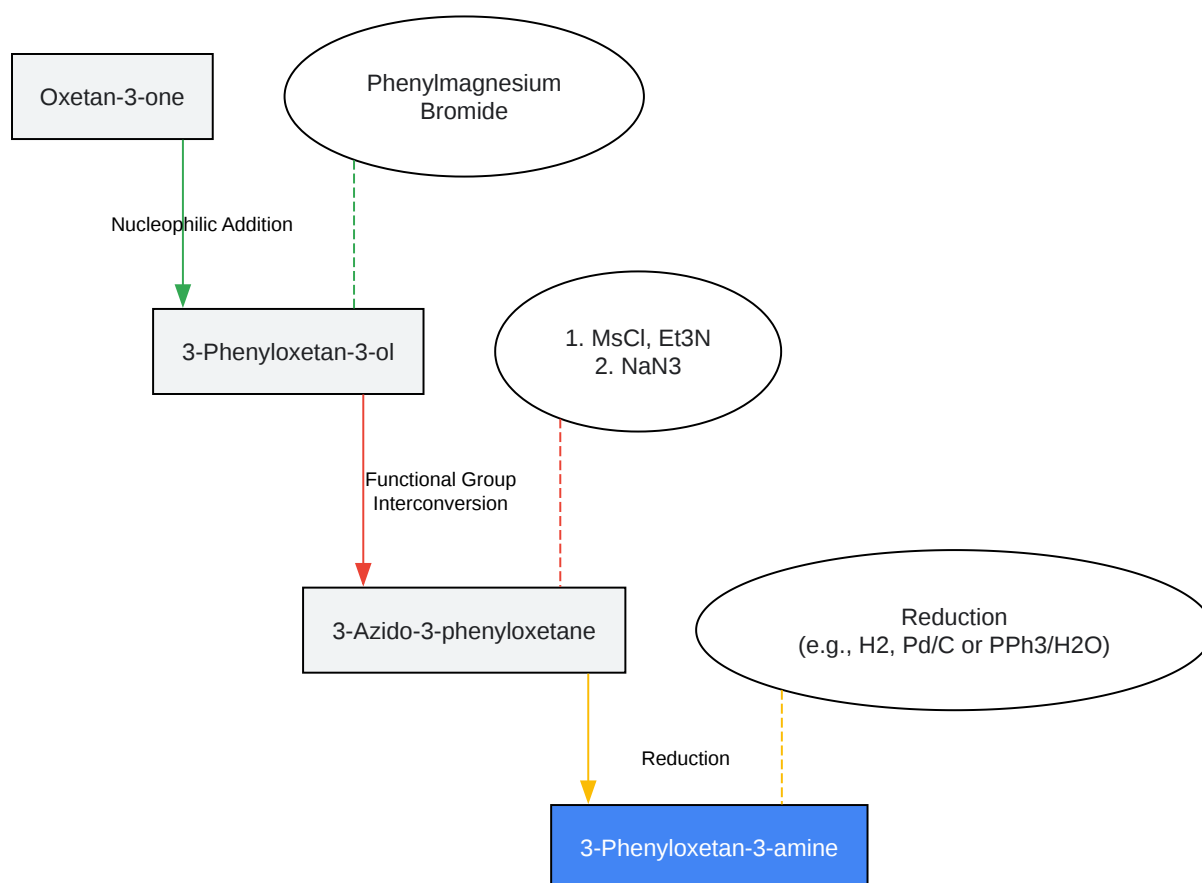 Oxetan-3-one
Phenylmagnesium
Bromide
Nucleophilic Addition
3-Phenyloxetan-3-ol
1. MsCl, Et3N
2. NaN3
Functional Group
Interconversion
3-Azido-3-phenyloxetane
Reduction
(e.g., H2, Pd/C or PPh3/H2O)
Reduction
3-Phenyloxetan-3-amine